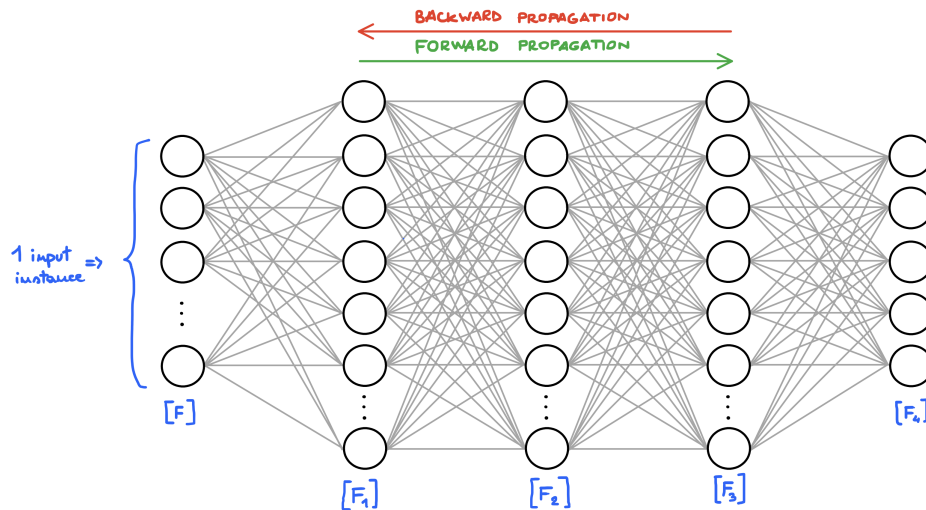 BACKWARD PROPAGATION
FORWARD PROPAGATION
1 input
instance =>
[F]
[F₁]
[F₂]
[F₃]
[F₄]